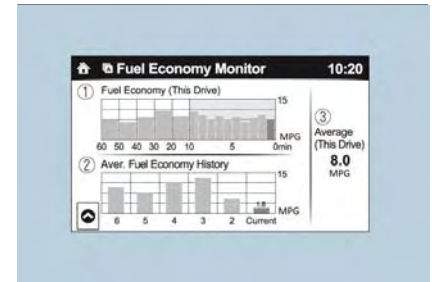 Fuel Economy Monitor 10:20
① Fuel Economy (This Drive)
15
MPG
60 50 40 30 20 10 5 0min
② Aver. Fuel Economy History
15
1.8
MPG
6 5 4 3 2 Current
③
Average
(This Drive)
8.0
MPG